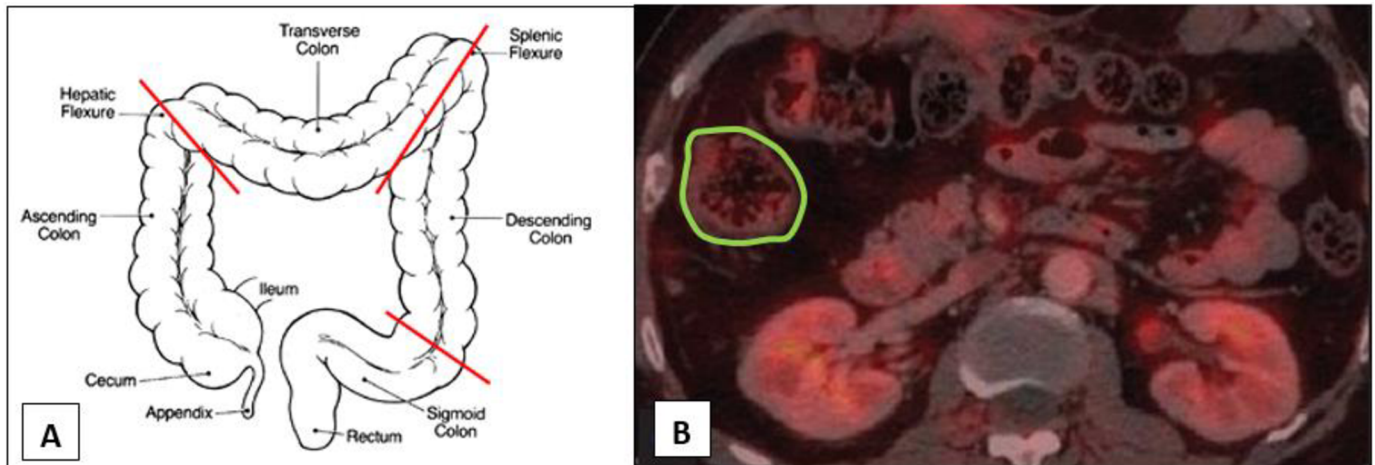 Transverse
Colon
Splenic
Flexure
Hepatic
Flexure
Ascending
Colon
Descending
Colon
Ileum
Cecum
Appendix
Sigmoid
Colon
Rectum
A
B